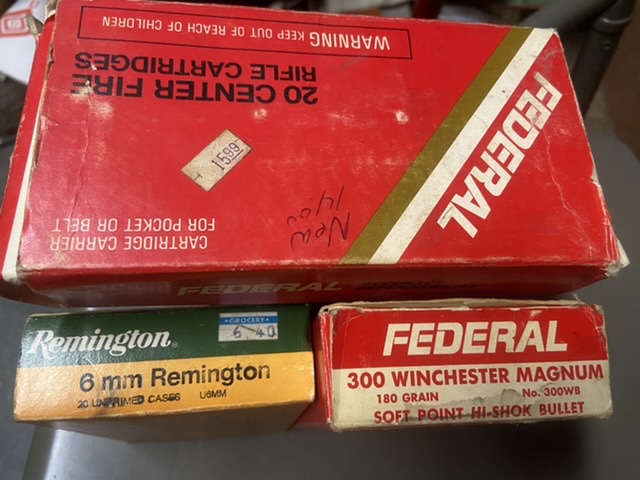 WARNING KEEP OUT OF REACH OF CHILDREN
20 CENTER FIRE
RIFLE CARTRIDGES
FEDERAL
1599
New
CARTRIDGE CARRIER
FOR POCKET OR BELT
FEDERAL
Remington®
GROCERY
6.40
6 mm Remington
20 UNPRIMED CASES U6MM
FEDERAL
300 WINCHESTER MAGNUM
180 GRAIN No. 300WB
SOFT POINT HI-SHOK BULLET